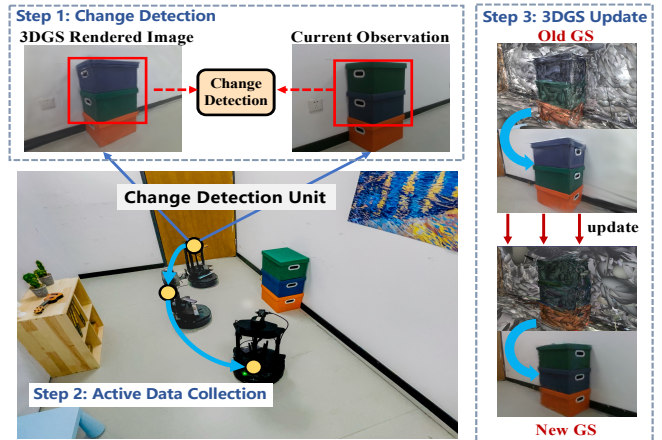 Step 1: Change Detection
3DGS Rendered Image
Current Observation
Change
Detection
Change Detection Unit
Step 2: Active Data Collection
Step 3: 3DGS Update
Old GS
update
New GS